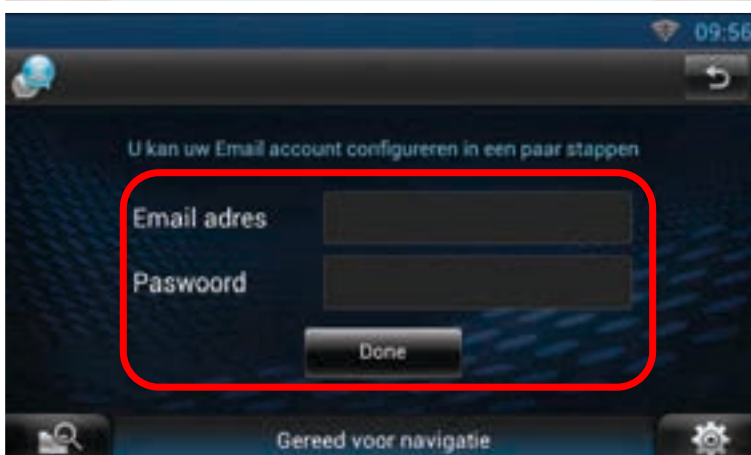 09:56
U kan uw Email account configureren in een paar stappen
Email adres
Paswoord
Done
Gereed voor navigatie